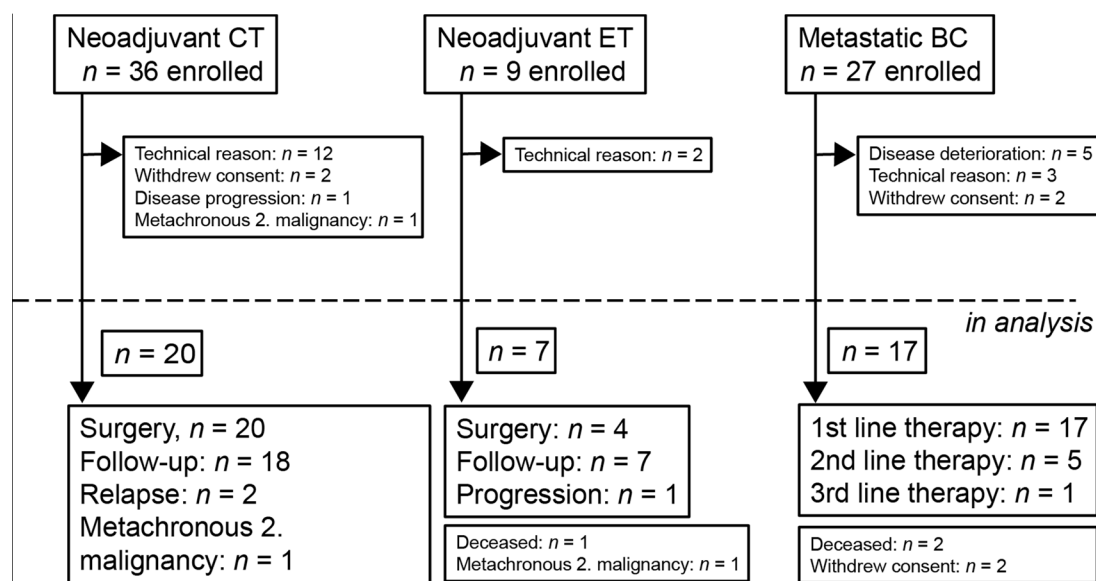 Neoadjuvant CT
n = 36 enrolled
Neoadjuvant ET
n = 9 enrolled
Metastatic BC
n = 27 enrolled
Technical reason: n = 12
Withdrew consent: n = 2
Disease progression: n = 1
Metachronous 2. malignancy: n = 1
Technical reason: n = 2
Disease deterioration: n = 5
Technical reason: n = 3
Withdrew consent: n = 2
in analysis
n = 20
n = 7
n = 17
Surgery, n = 20
Follow-up: n = 18
Relapse: n = 2
Metachronous 2.
malignancy: n = 1
Surgery: n = 4
Follow-up: n = 7
Progression: n = 1
Deceased: n = 1
Metachronous 2. malignancy: n = 1
1st line therapy: n = 17
2nd line therapy: n = 5
3rd line therapy: n = 1
Deceased: n = 2
Withdrew consent: n = 2